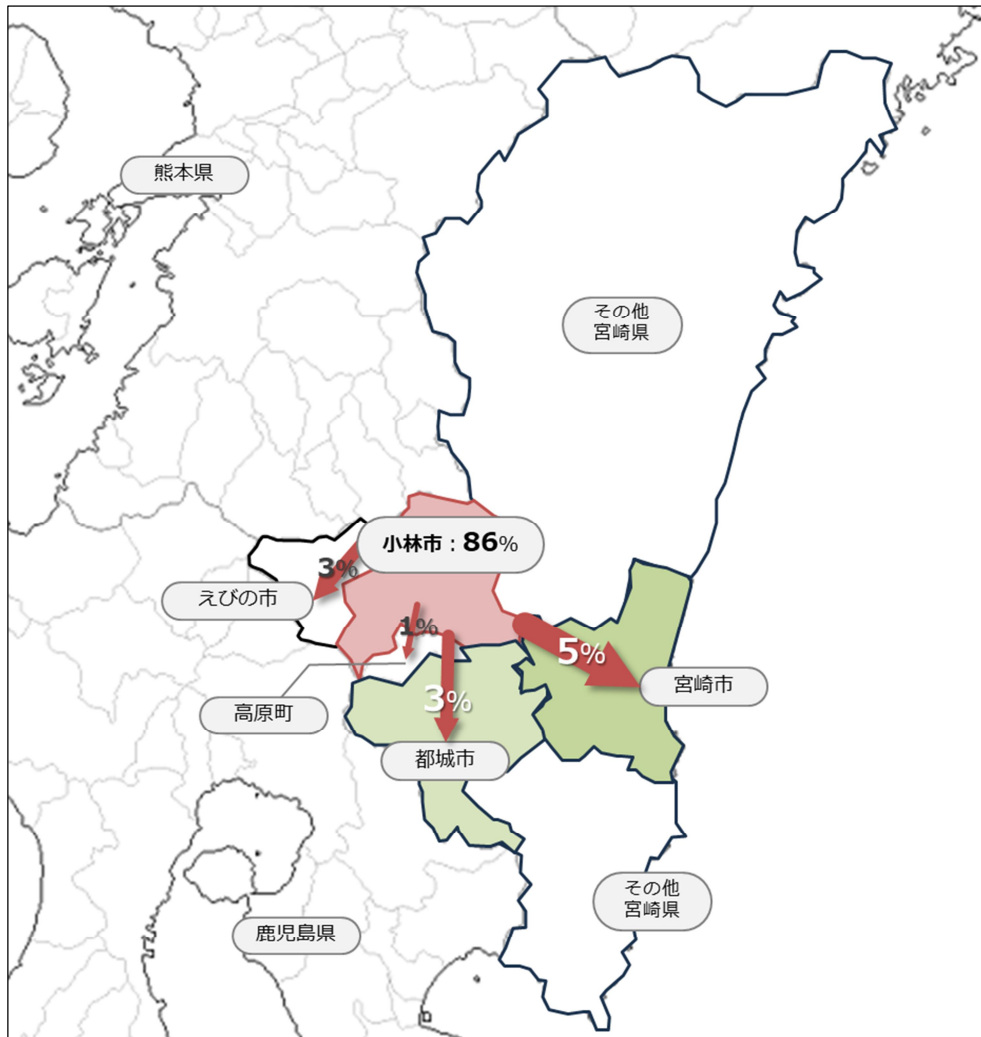 熊本県
その他
宮崎県
小林市：86%
3%
えびの市
1%
5%
宮崎市
3%
高原町
都城市
その他
宮崎県
鹿児島県